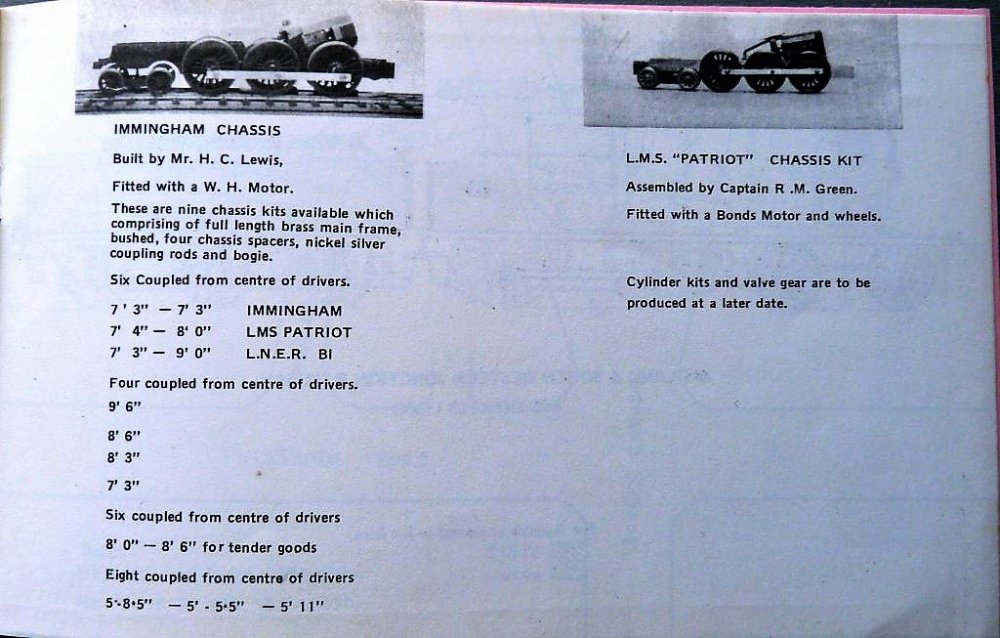 IMMINGHAM CHASSIS
Built by Mr. H. C. Lewis,
Fitted with a W. H. Motor.
These are nine chassis kits available which
comprising of full length brass main frame,
bushed, four chassis spacers, nickel silver
coupling rods and bogie.
Six Coupled from centre of drivers.
7' 3" — 7' 3" IMMINGHAM
7' 4" — 8' 0" LMS PATRIOT
7' 3" — 9' 0" L.N.E.R. BI
Four coupled from centre of drivers.
9' 6"
8' 6"
8' 3"
7' 3"
Six coupled from centre of drivers
8' 0" — 8' 6" for tender goods
Eight coupled from centre of drivers
5'-8·5" — 5' - 5·5" — 5' 11"
L.M.S. "PATRIOT" CHASSIS KIT
Assembled by Captain R .M. Green.
Fitted with a Bonds Motor and wheels.
Cylinder kits and valve gear are to be
produced at a later date.